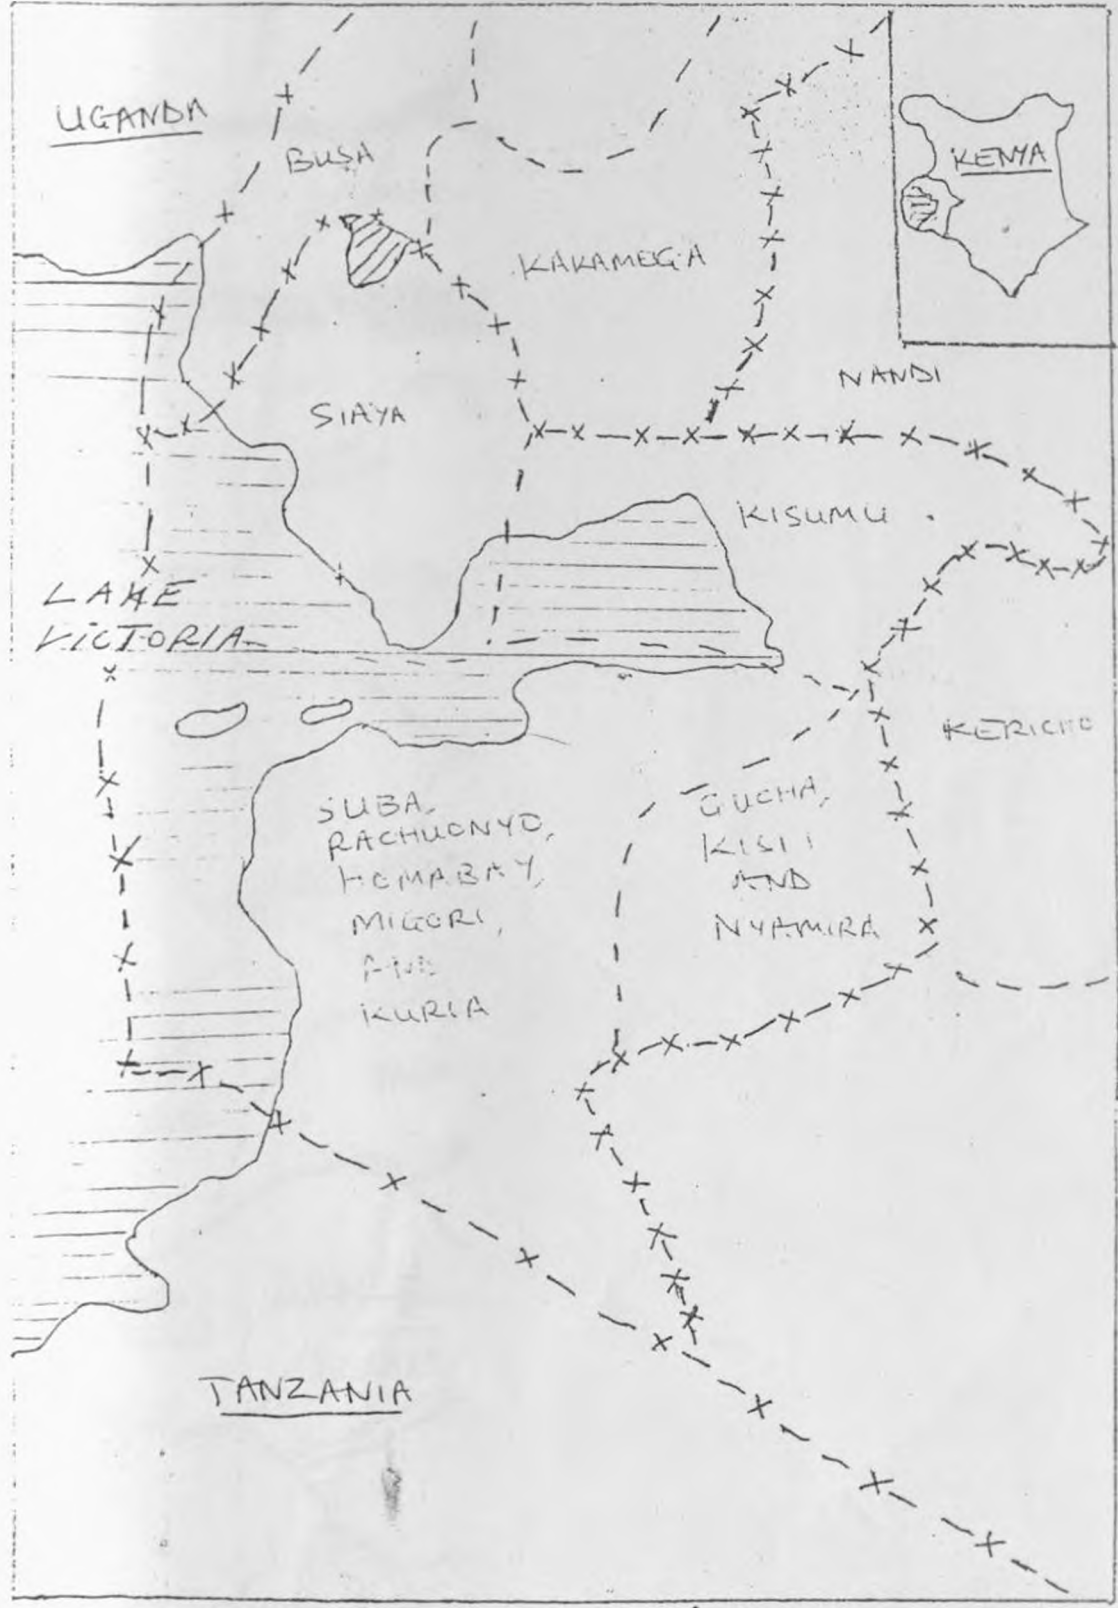 UGANDA
BUSA
KENYA
KAKAMEGA
NANDI
SIAYA
KISUMU
LAKE
VICTORIA
KERICHO
SUBA,
RACHUONYO,
HOMABAY,
MIGORI,
AND
KURIA
GUCHA,
KISII
AND
NYAMIRA
TANZANIA